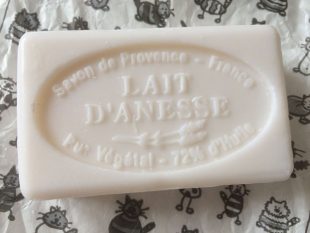 Savon de Provence - France
LAIT
D'ANESSE
Pur Végétal - 72% d'Huile